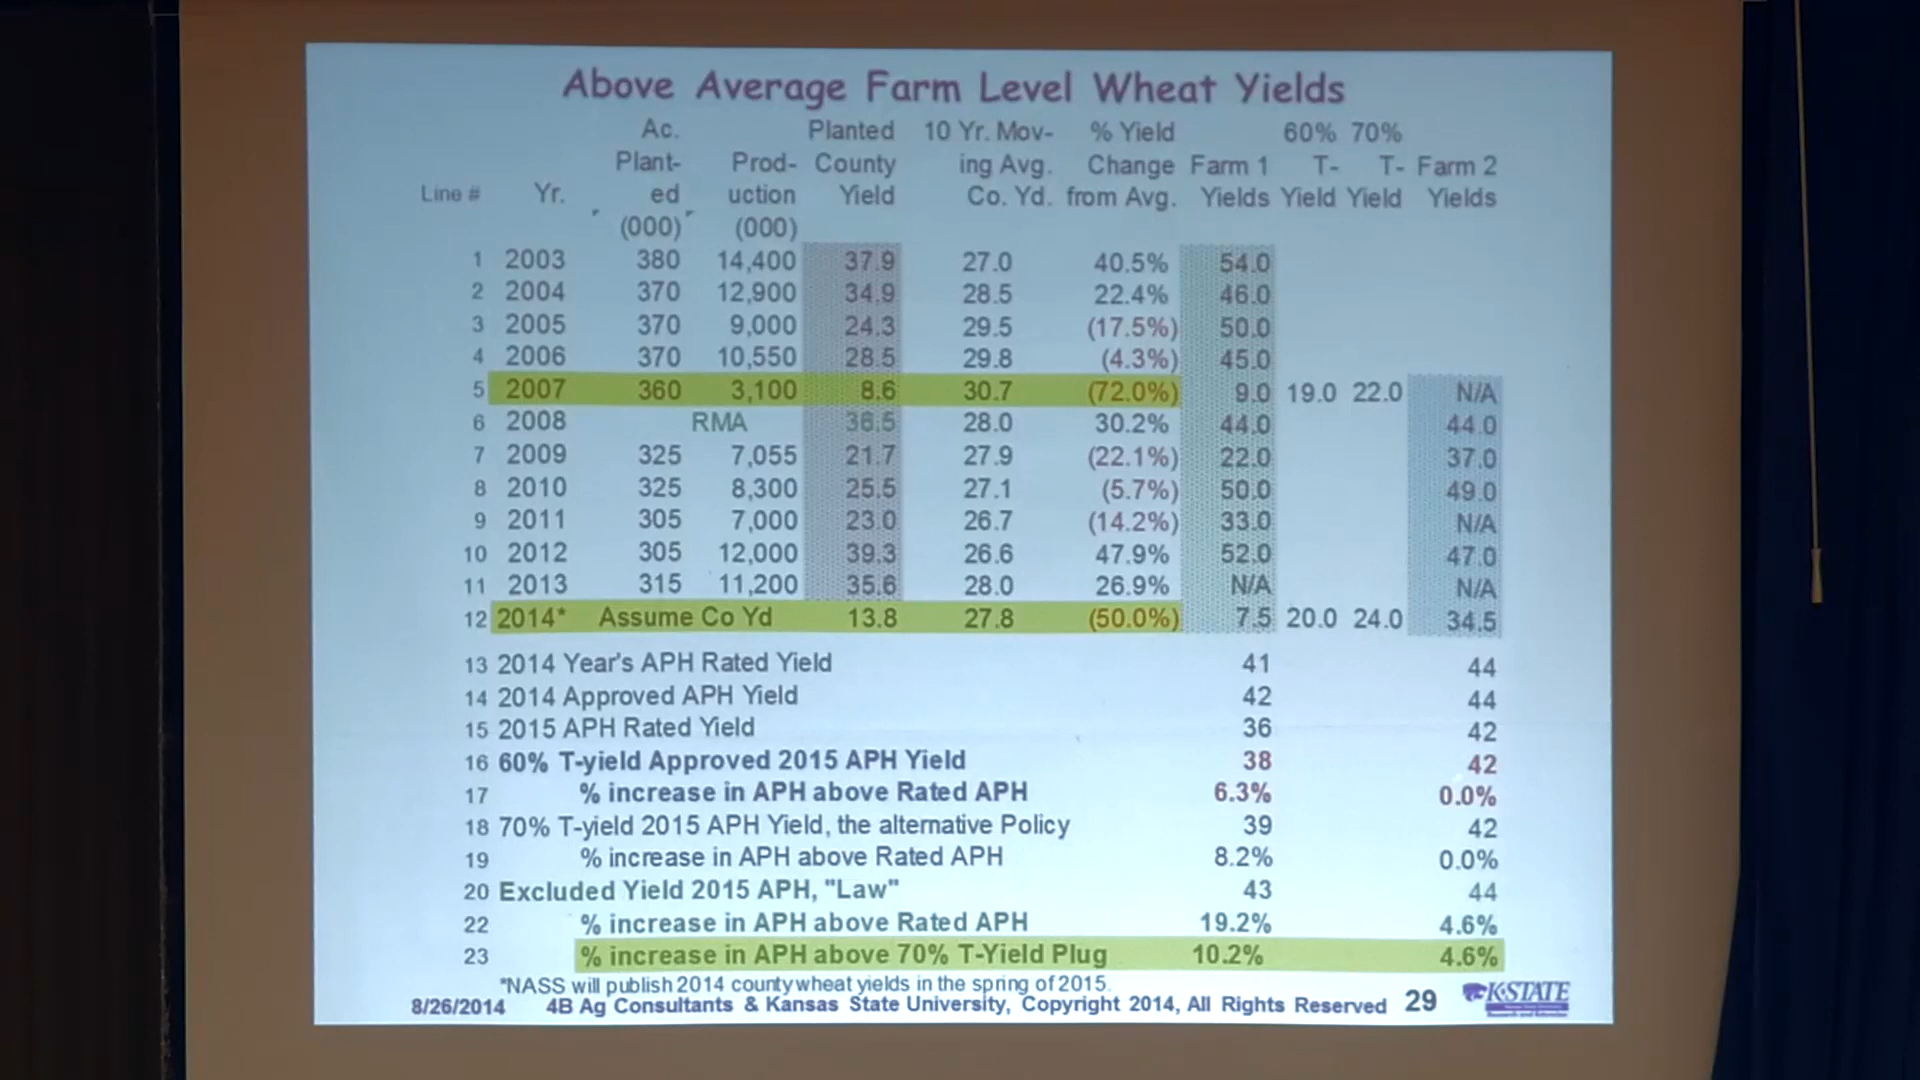 Above Average Farm Level Wheat Yields
Ac. Planted 10 Yr. Mov- % Yield 60% 70%
Plant- Prod- County ing Avg. Change Farm 1 T- T- Farm 2
Line # Yr. ed uction Yield Co. Yd. from Avg. Yields Yield Yield Yields
(000) (000)
1 2003 380 14,400 37.9 27.0 40.5% 54.0
2 2004 370 12,900 34.9 28.5 22.4% 46.0
3 2005 370 9,000 24.3 29.5 (17.5%) 50.0
4 2006 370 10,550 28.5 29.8 (4.3%) 45.0
5 2007 360 3,100 8.6 30.7 (72.0%) 9.0 19.0 22.0 N/A
6 2008 RMA 36.5 28.0 30.2% 44.0 44.0
7 2009 325 7,055 21.7 27.9 (22.1%) 22.0 37.0
8 2010 325 8,300 25.5 27.1 (5.7%) 50.0 49.0
9 2011 305 7,000 23.0 26.7 (14.2%) 33.0 N/A
10 2012 305 12,000 39.3 26.6 47.9% 52.0 47.0
11 2013 315 11,200 35.6 28.0 26.9% N/A N/A
12 2014* Assume Co Yd 13.8 27.8 (50.0%) 7.5 20.0 24.0 34.5
13 2014 Year's APH Rated Yield 41 44
14 2014 Approved APH Yield 42 44
15 2015 APH Rated Yield 36 42
16 60% T-yield Approved 2015 APH Yield 38 42
17 % increase in APH above Rated APH 6.3% 0.0%
18 70% T-yield 2015 APH Yield, the alternative Policy 39 42
19 % increase in APH above Rated APH 8.2% 0.0%
20 Excluded Yield 2015 APH, "Law" 43 44
22 % increase in APH above Rated APH 19.2% 4.6%
23 % increase in APH above 70% T-Yield Plug 10.2% 4.6%
*NASS will publish 2014 county wheat yields in the spring of 2015.
8/26/2014 4B Ag Consultants & Kansas State University, Copyright 2014, All Rights Reserved 29 K-STATE